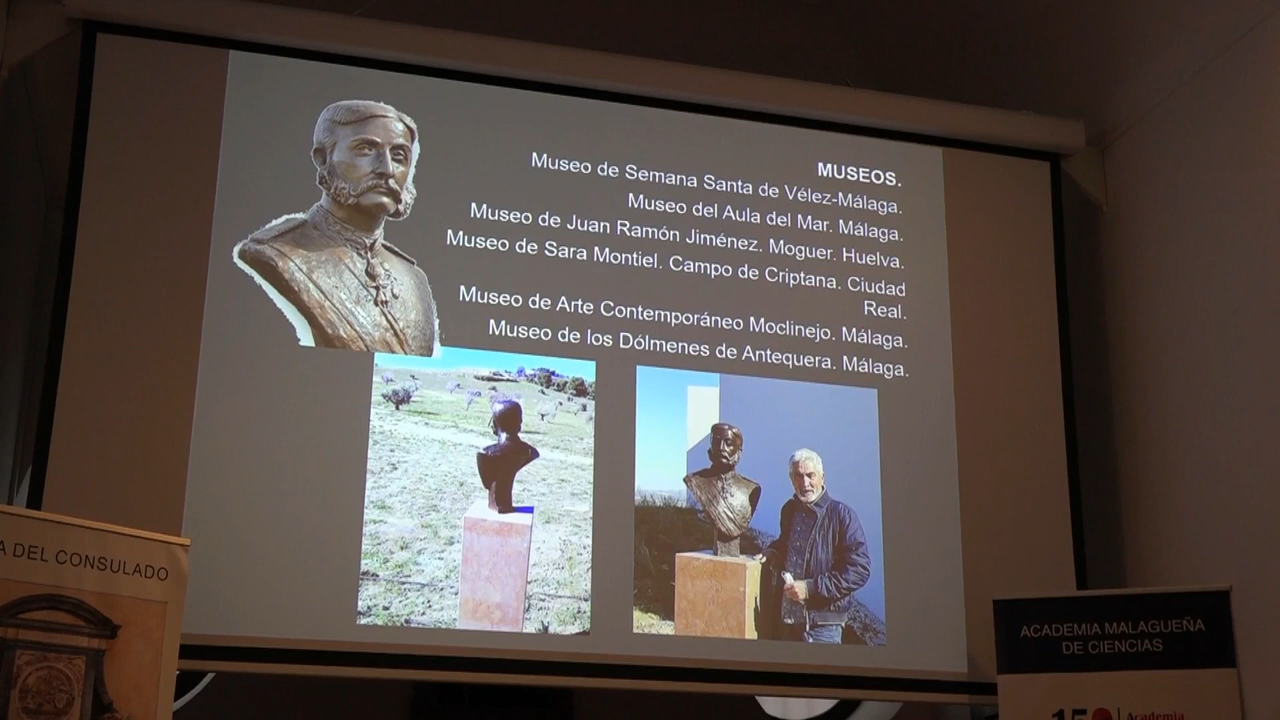 MUSEOS.
Museo de Semana Santa de Vélez-Málaga.
Museo del Aula del Mar. Málaga.
Museo de Juan Ramón Jiménez. Moguer. Huelva.
Museo de Sara Montiel. Campo de Criptana. Ciudad
Real.
Museo de Arte Contemporáneo Moclinejo. Málaga.
Museo de los Dólmenes de Antequera. Málaga.
A DEL CONSULADO
ACADEMIA MALAGUEÑA
DE CIENCIAS
Academia